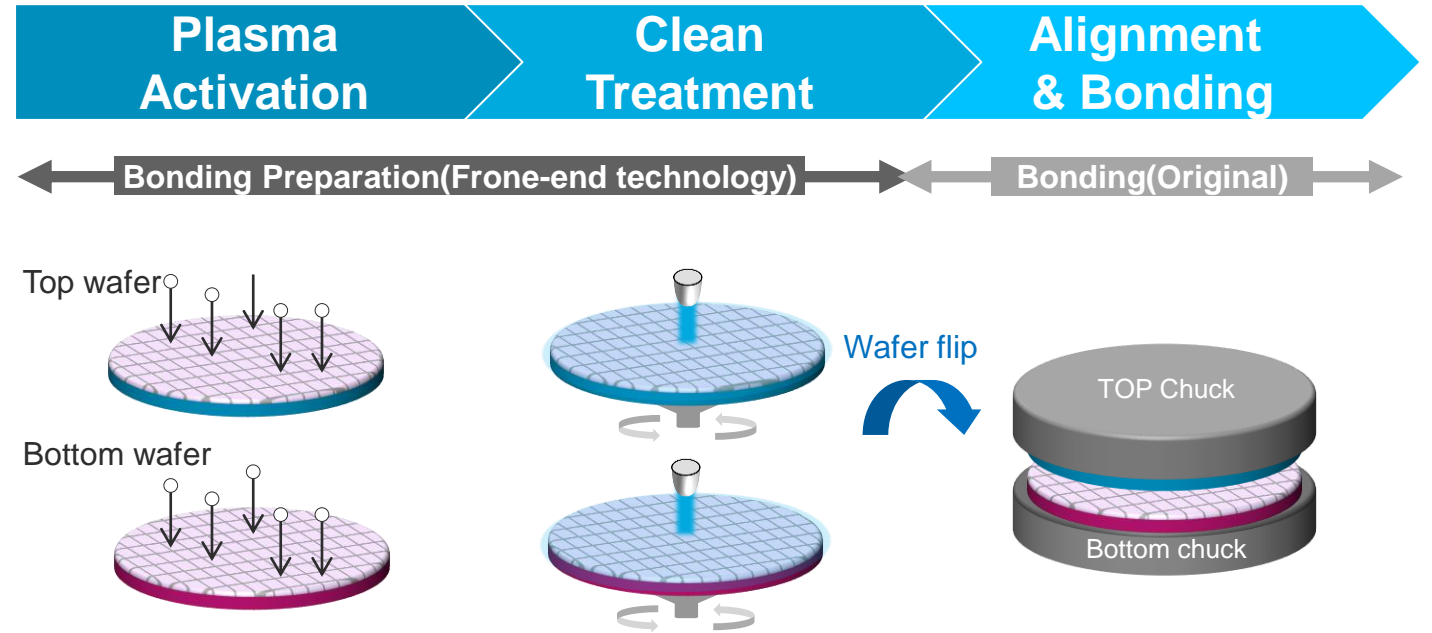 Plasma
Activation
Clean
Treatment
Alignment
& Bonding
Bonding Preparation(Frone-end technology)
Bonding(Original)
Top wafer
Wafer flip
TOP Chuck
Bottom wafer
Bottom chuck